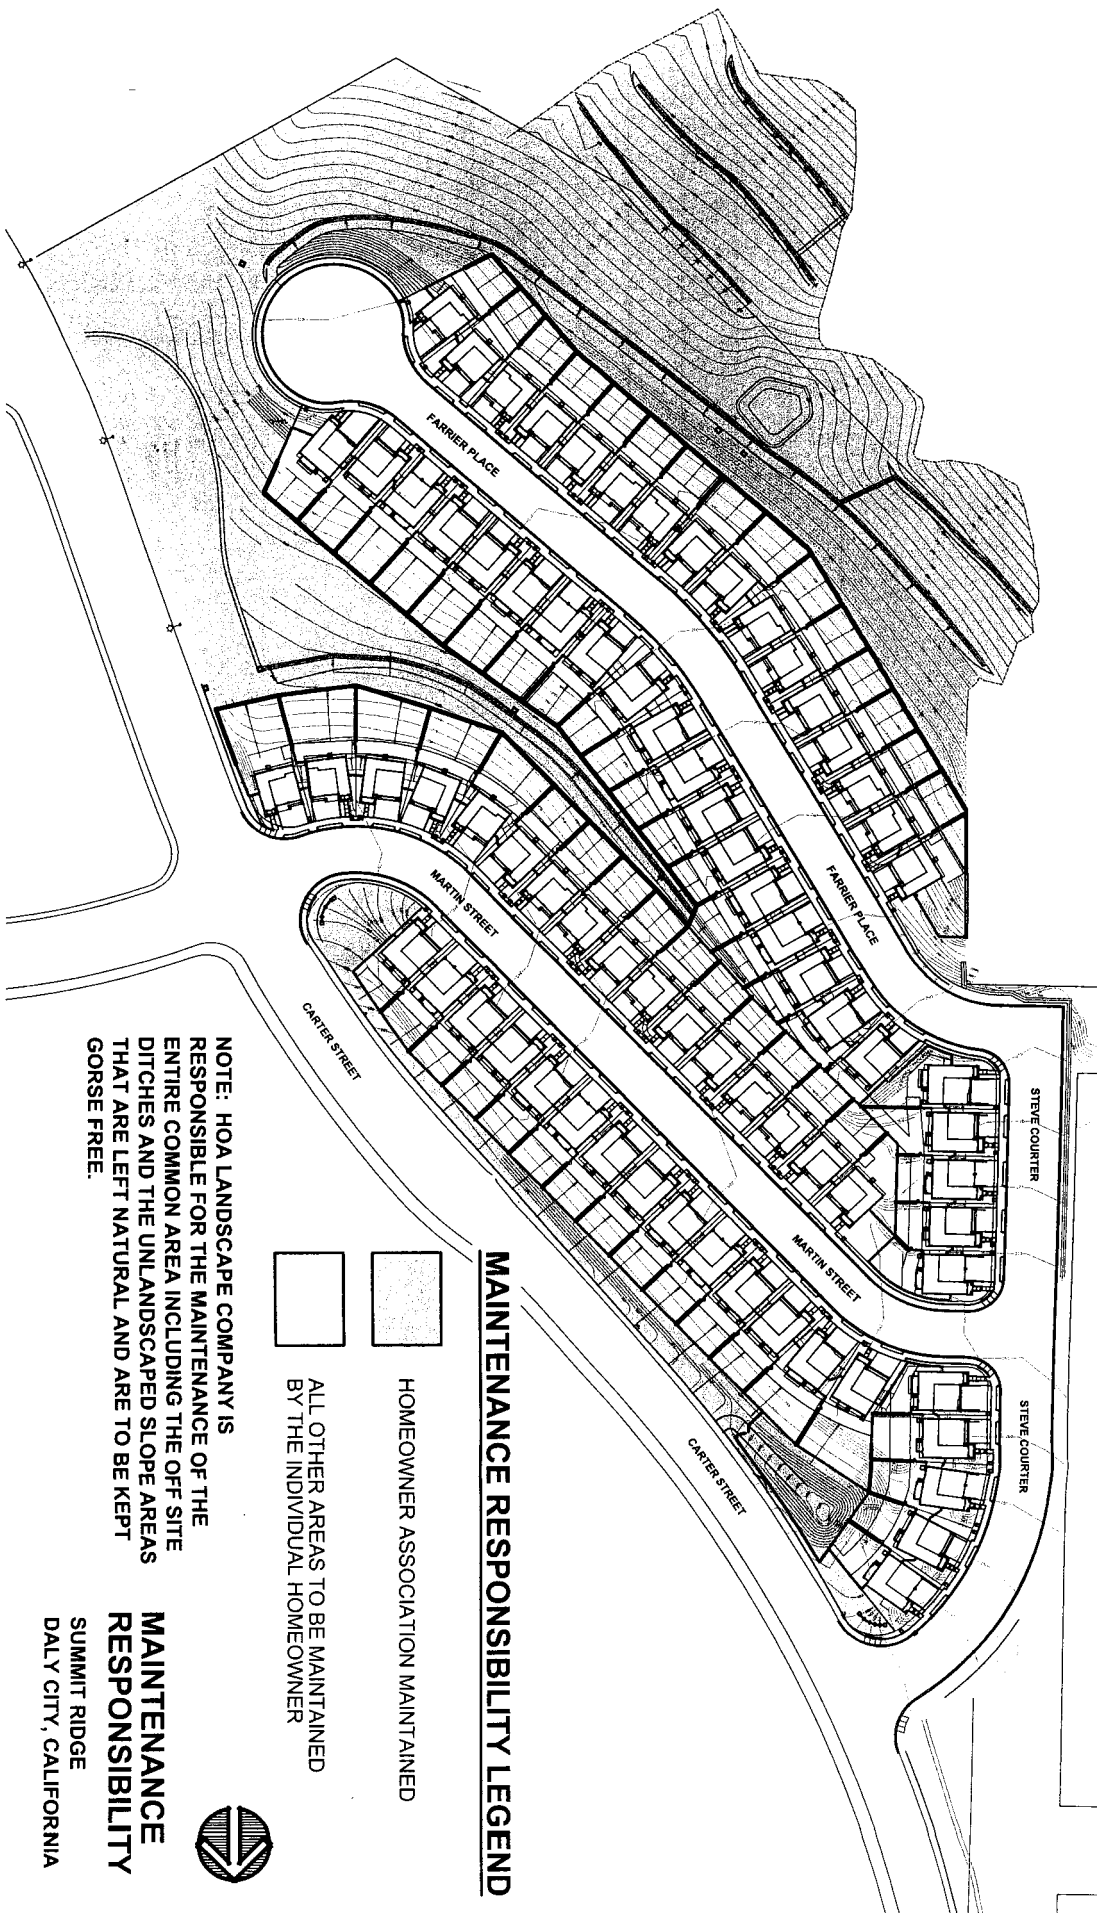 FARRIER PLACE
FARRIER PLACE
MARTIN STREET
MARTIN STREET
STEVE COURTER
STEVE COURTER
CARTER STREET
CARTER STREET
MAINTENANCE RESPONSIBILITY LEGEND
HOMEOWNER ASSOCIATION MAINTAINED
ALL OTHER AREAS TO BE MAINTAINED
BY THE INDIVIDUAL HOMEOWNER
NOTE: HOA LANDSCAPE COMPANY IS
RESPONSIBLE FOR THE MAINTENANCE OF THE
ENTIRE COMMON AREA INCLUDING THE OFF SITE
DITCHES AND THE UNLANDSCAPED SLOPE AREAS
THAT ARE LEFT NATURAL AND ARE TO BE KEPT
GORSE FREE.
MAINTENANCE
RESPONSIBILITY
SUMMIT RIDGE
DALY CITY, CALIFORNIA